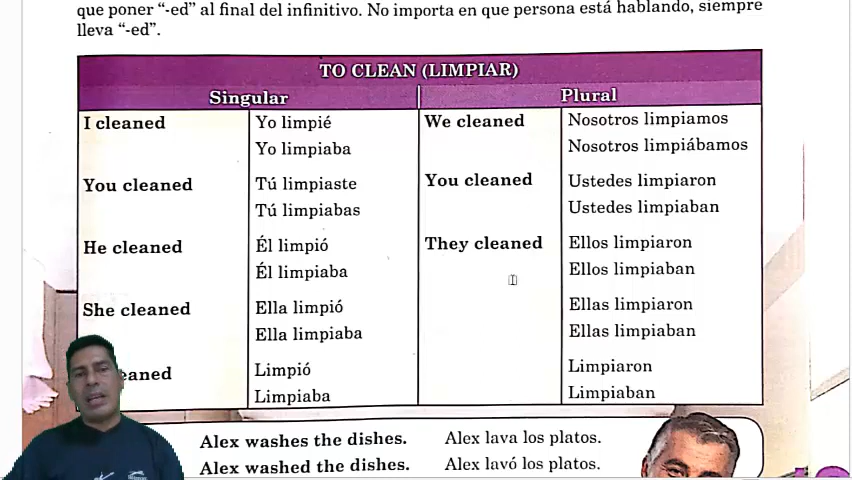 que poner “-ed” al final del infinitivo. No importa en que persona está hablando, siempre
lleva “-ed”.
TO CLEAN (LIMPIAR)
Singular
Plural
I cleaned
Yo limpié
Yo limpiaba
You cleaned
Tú limpiaste
Tú limpiabas
He cleaned
Él limpió
Él limpiaba
She cleaned
Ella limpió
Ella limpiaba
Limpió
Limpiaba
We cleaned
Nosotros limpiamos
Nosotros limpiábamos
You cleaned
Ustedes limpiaron
Ustedes limpiaban
They cleaned
Ellos limpiaron
Ellos limpiaban
Ellas limpiaron
Ellas limpiaban
Limpiaron
Limpiaban
Alex washes the dishes. Alex lava los platos.
Alex washed the dishes. Alex lavó los platos.